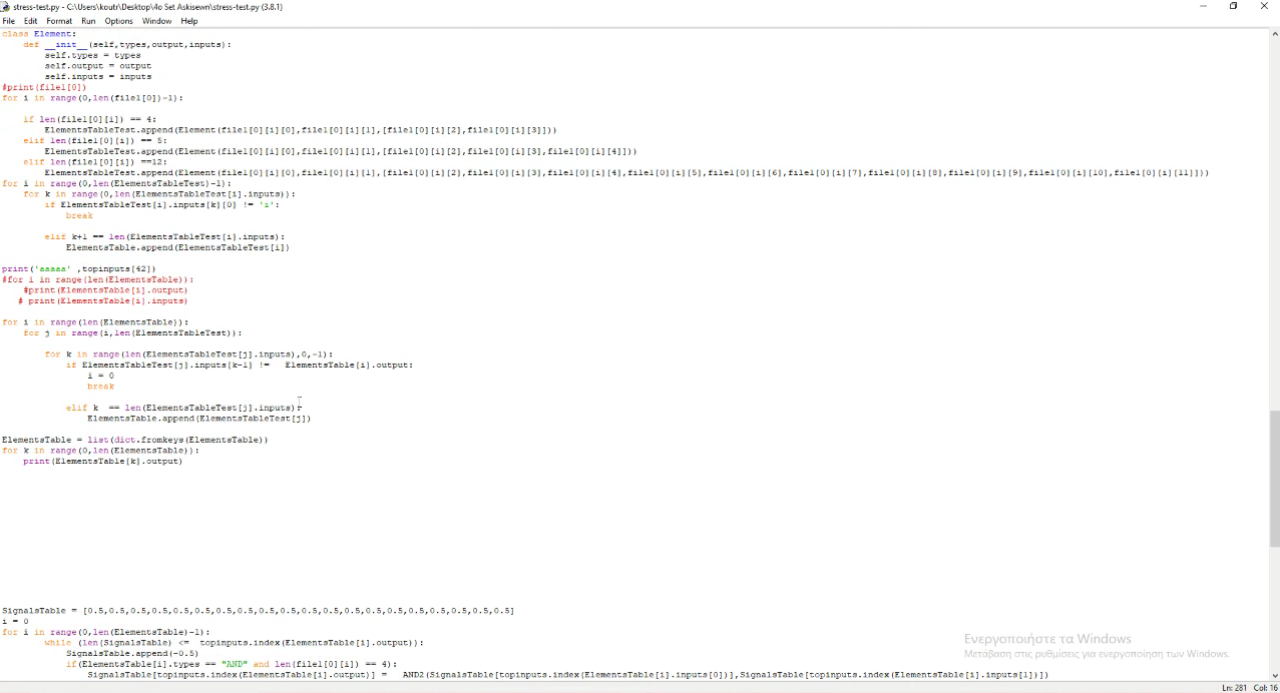 stress-test.py - C:\Users\koutr\Desktop\4o Set Askisewn\stress-test.py (3.8.1)
File Edit Format Run Options Window Help
class Element:
def __init__(self,types,output,inputs):
self.types = types
self.output = output
self.inputs = inputs
#print(file1[0])
for i in range(0,len(file1[0])-1):
if len(file1[0][i]) == 4:
ElementsTableTest.append(Element(file1[0][i][0],file1[0][i][1],[file1[0][i][2],file1[0][i][3]]))
elif len(file1[0][i]) == 5:
ElementsTableTest.append(Element(file1[0][i][0],file1[0][i][1],[file1[0][i][2],file1[0][i][3],file1[0][i][4]]))
elif len(file1[0][i]) ==12:
ElementsTableTest.append(Element(file1[0][i][0],file1[0][i][1],[file1[0][i][2],file1[0][i][3],file1[0][i][4],file1[0][i][5],file1[0][i][6],file1[0][i][7],file1[0][i][8],file1[0][i][9],file1[0][i][10],file1[0][i][11]]))
for i in range(0,len(ElementsTableTest)-1):
for k in range(0,len(ElementsTableTest[i].inputs)):
if ElementsTableTest[i].inputs[k][0] != 'i':
break
elif k+1 == len(ElementsTableTest[i].inputs):
ElementsTable.append(ElementsTableTest[i])
print('aaaaa' ,topinputs[42])
#for i in range(len(ElementsTable)):
#print(ElementsTable[i].output)
# print(ElementsTable[i].inputs)
for i in range(len(ElementsTable)):
for j in range(i,len(ElementsTableTest)):
for k in range(len(ElementsTableTest[j].inputs),0,-1):
if ElementsTableTest[j].inputs[k-1] != ElementsTable[i].output:
i = 0
break
elif k == len(ElementsTableTest[j].inputs):
ElementsTable.append(ElementsTableTest[j])
ElementsTable = list(dict.fromkeys(ElementsTable))
for k in range(0,len(ElementsTable)):
print(ElementsTable[k].output)
SignalsTable = [0.5,0.5,0.5,0.5,0.5,0.5,0.5,0.5,0.5,0.5,0.5,0.5,0.5,0.5,0.5,0.5,0.5,0.5,0.5,0.5]
i = 0
for i in range(0,len(ElementsTable)-1):
while (len(SignalsTable) <= topinputs.index(ElementsTable[i].output)):
SignalsTable.append(-0.5)
if(ElementsTable[i].types == "AND" and len(file1[0][i]) == 4):
SignalsTable[topinputs.index(ElementsTable[i].output)] = AND2(SignalsTable[topinputs.index(ElementsTable[i].inputs[0])],SignalsTable[topinputs.index(ElementsTable[i].inputs[1])])
Ενεργοποιήστε τα Windows
Μετάβαση στις ρυθμίσεις για ενεργοποίηση των Windows.
Ln: 281 Col: 16